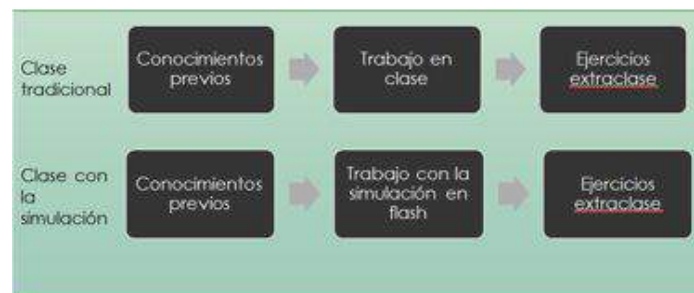 Clase
tradicional
Conocimientos
previos
Trabajo en
clase
Ejercicios
extraclase
Clase con
la
simulación
Conocimientos
previos
Trabajo con la
simulación en
flash
Ejercicios
extraclase